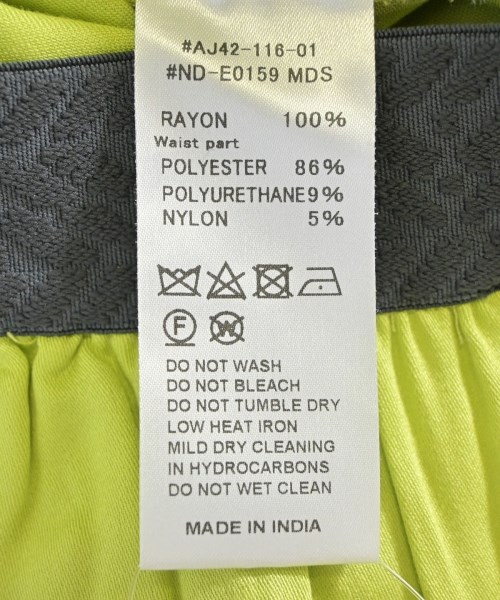 #AJ42-116-01
#ND-E0159 MDS
RAYON 100%
Waist part
POLYESTER 86%
POLYURETHANE 9%
NYLON 5%
F W
DO NOT WASH
DO NOT BLEACH
DO NOT TUMBLE DRY
LOW HEAT IRON
MILD DRY CLEANING
IN HYDROCARBONS
DO NOT WET CLEAN
MADE IN INDIA